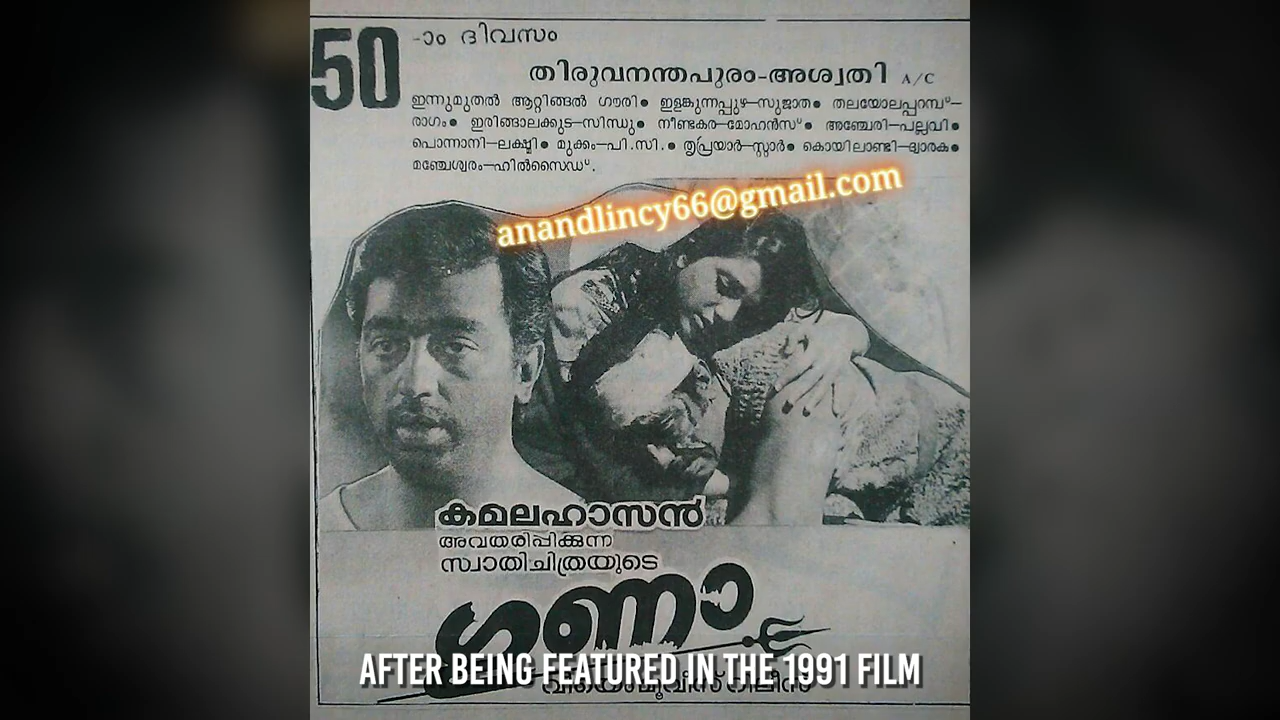 50
-ാം ദിവസം
തിരുവനന്തപുരം-അശ്വതി A/C
ഇന്നുമുതൽ ആറ്റിങ്ങൽ ഗൗരി● ഇളങ്കുന്നപ്പുഴ—സുജാത● തലയോലപ്പറമ്പ്—
രാഗം● ഇരിങ്ങാലക്കുട—സിന്ധു● നീണ്ടകര—മോഹൻസ്● അഞ്ചേരി—പല്ലവി●
പൊന്നാനി—ലക്ഷ്മി● മുക്കം—പി.സി.● തൃപ്രയാർ—സ്റ്റാർ● കൊയിലാണ്ടി—ദ്വാരക●
മഞ്ചേശ്വരം—ഹിൽസൈഡ്.
anandlincy66@gmail.com
കമലഹാസൻ
അവതരിപ്പിക്കുന്ന
സ്വാതിചിത്രയുടെ
ഗുണാ
AFTER BEING FEATURED IN THE 1991 FILM